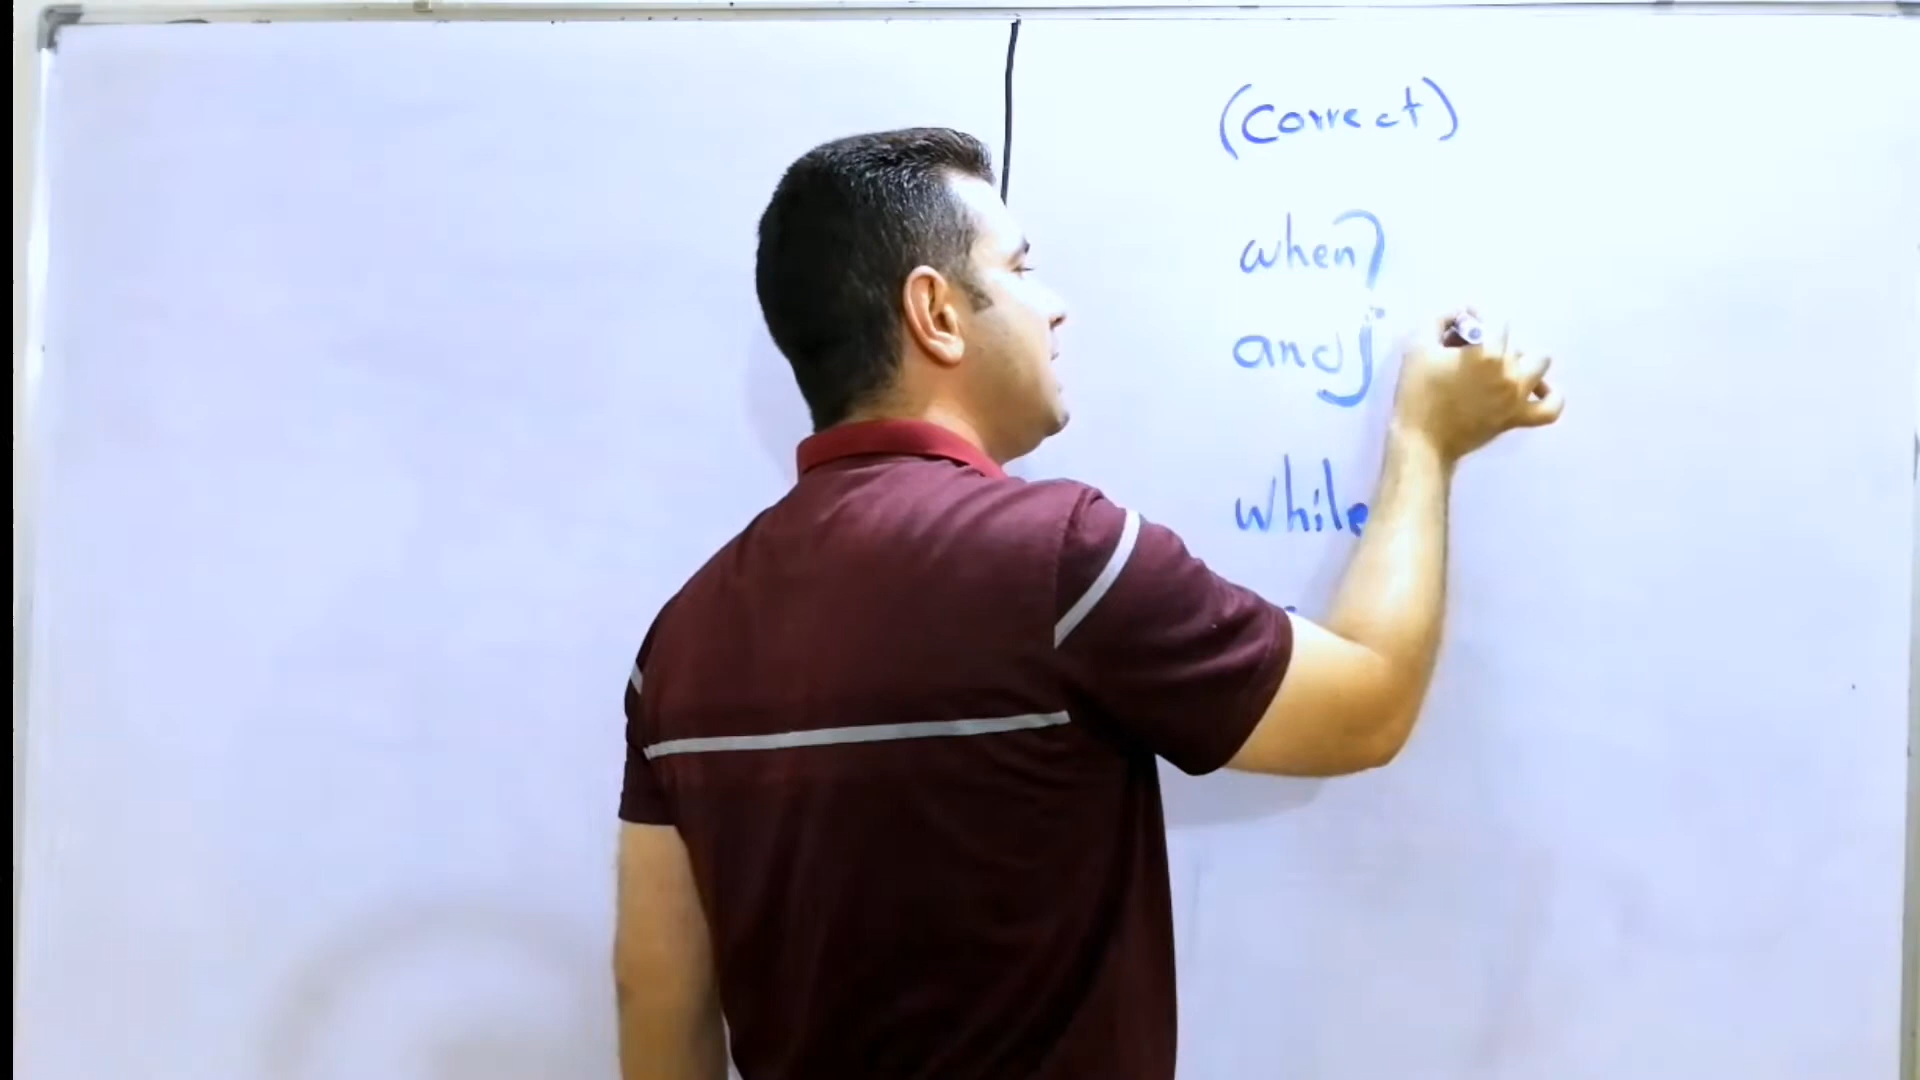 (correct)
when
and
while